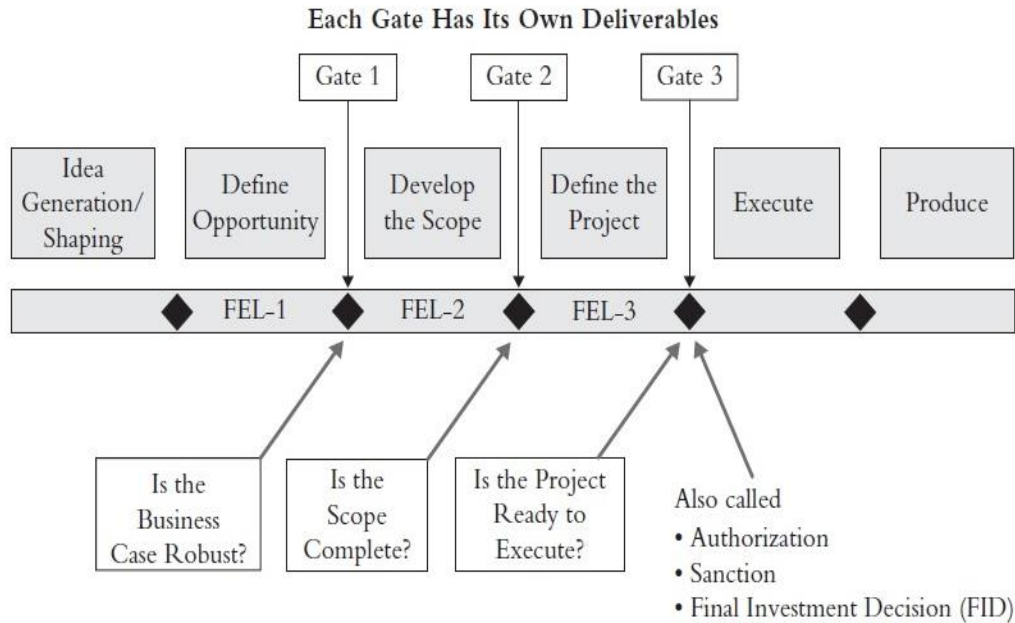 Each Gate Has Its Own Deliverables
Gate 1
Gate 2
Gate 3
Idea
Generation/
Shaping
Define
Opportunity
Develop
the Scope
Define the
Project
Execute
Produce
FEL-1
FEL-2
FEL-3
Is the
Business
Case Robust?
Is the
Scope
Complete?
Is the Project
Ready to
Execute?
Also called
• Authorization
• Sanction
• Final Investment Decision (FID)